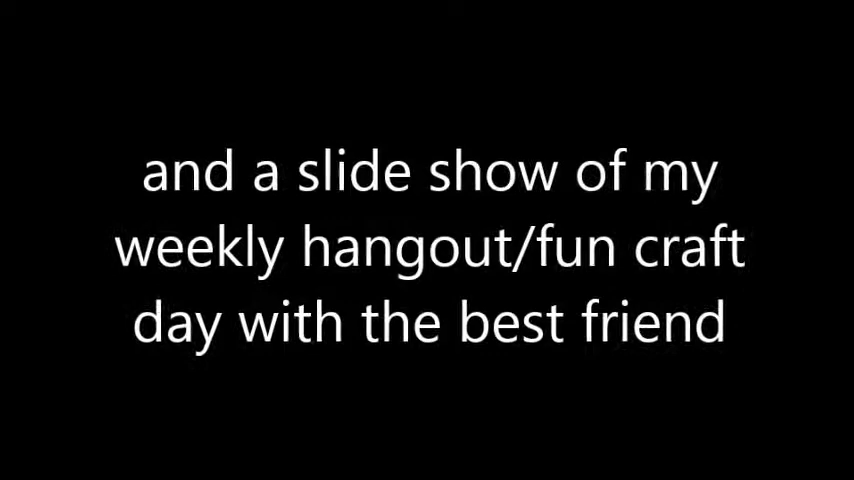 and a slide show of my
weekly hangout/fun craft
day with the best friend